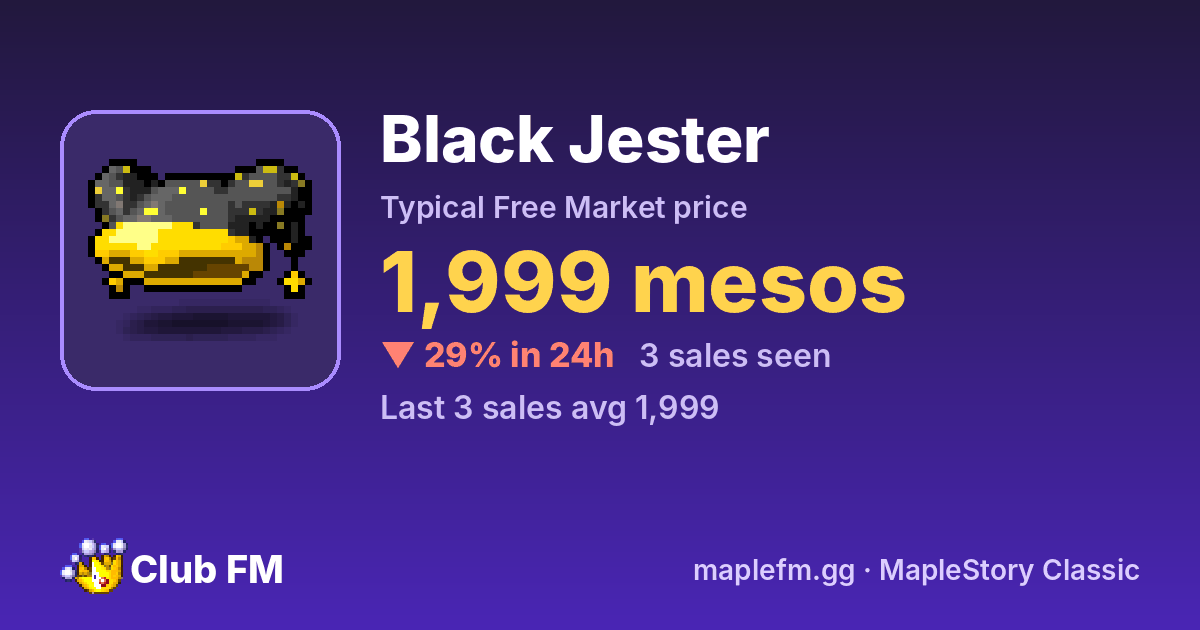 Black Jester
Typical Free Market price
1,999 mesos
▼ 29% in 24h 3 sales seen
Last 3 sales avg 1,999
Club FM
maplefm.gg · MapleStory Classic